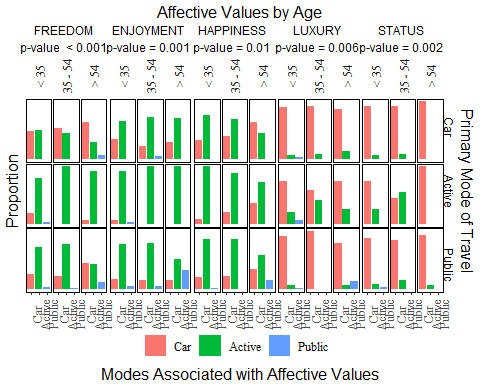 Affective Values by Age
FREEDOM ENJOYMENT HAPPINESS LUXURY STATUS
p-value < 0.001 p-value = 0.001 p-value = 0.01 p-value = 0.006 p-value = 0.002
< 35 35 - 54 > 54 < 35 35 - 54 > 54 < 35 35 - 54 > 54 < 35 35 - 54 > 54 < 35 35 - 54 > 54
Proportion
Car
Active
Public
Primary Mode of Travel
Car Active Public Car Active Public Car Active Public Car Active Public Car Active Public Car Active Public Car Active Public Car Active Public Car Active Public Car Active Public Car Active Public Car Active Public Car Active Public Car Active Public Car Active Public
Car Active Public
Modes Associated with Affective Values